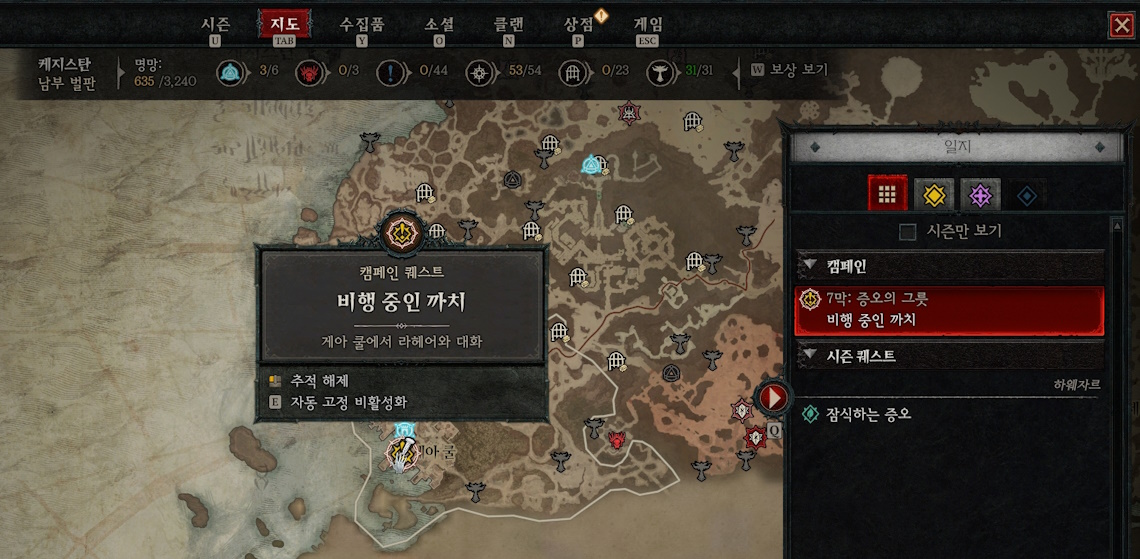 시즌
U
지도
TAB
수집품
Y
소셜
O
클랜
N
상점
P
게임
ESC
케지스탄
남부 벌판
명망:
635 /3,240
3/6
0/3
0/44
53/54
0/23
31/31
W 보상 보기
캠페인 퀘스트
비행 중인 까치
게아 쿨에서 라헤어와 대화
추적 해제
E 자동 고정 비활성화
아 쿨
Q
일지
시즌만 보기
캠페인
7막: 증오의 그릇
비행 중인 까치
시즌 퀘스트
하웨자르
잠식하는 증오